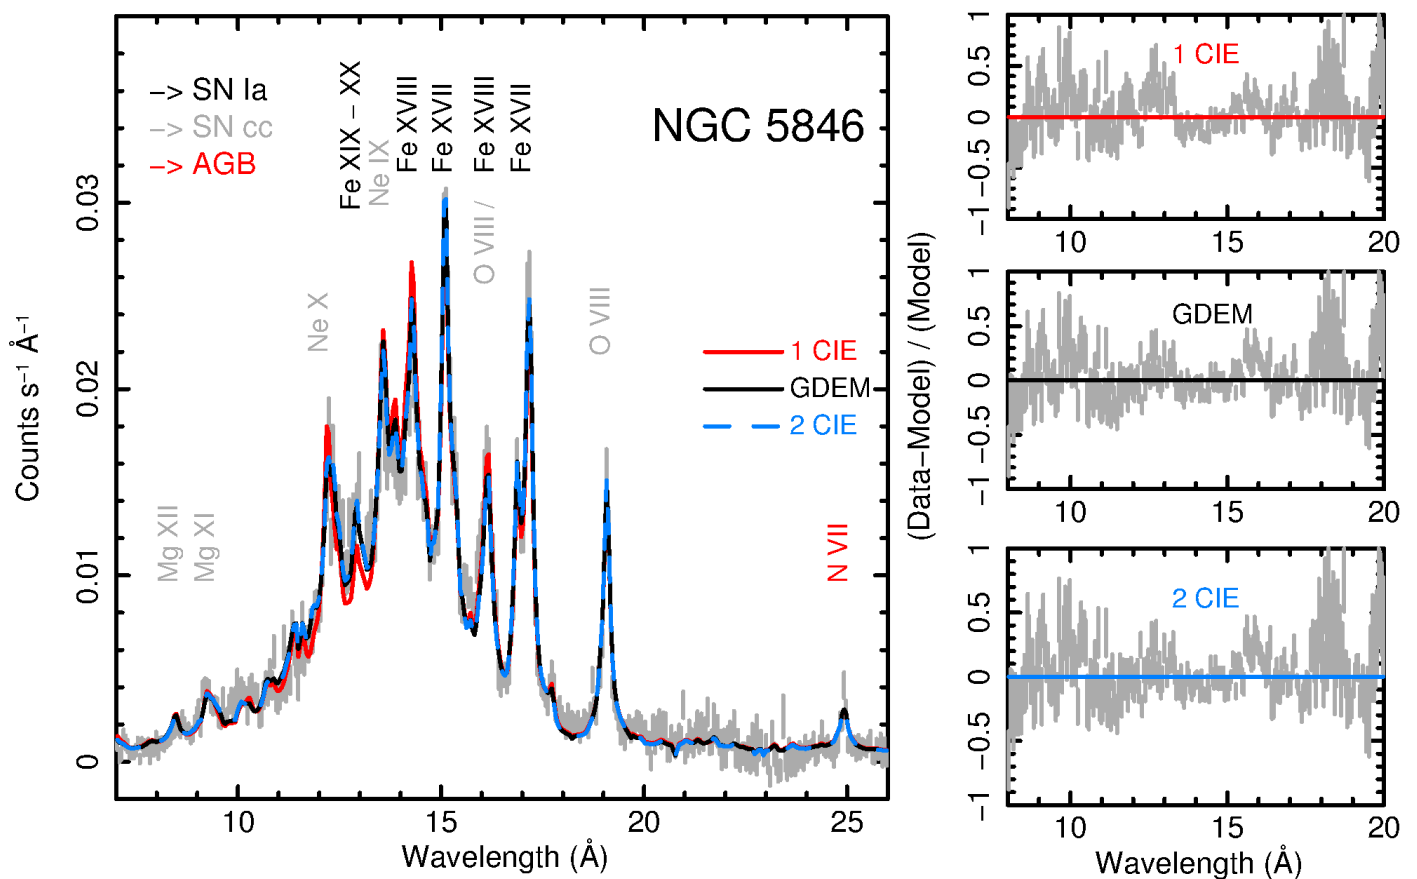 NGC 5846
−> SN Ia
−> SN cc
−> AGB
Mg XII
Mg XI
Ne X
Fe XIX − XX
Ne IX
Fe XVIII
Fe XVII
O VIII /
Fe XVIII
Fe XVII
O VIII
N VII
1 CIE
GDEM
2 CIE
Counts s−1 Å−1
0
0.01
0.02
0.03
10
15
20
25
Wavelength (Å)
(Data−Model) / (Model)
1 CIE
1
0.5
0
−0.5
−1
10
15
20
GDEM
1
0.5
0
−0.5
−1
10
15
20
2 CIE
1
0.5
0
−0.5
−1
10
15
20
Wavelength (Å)